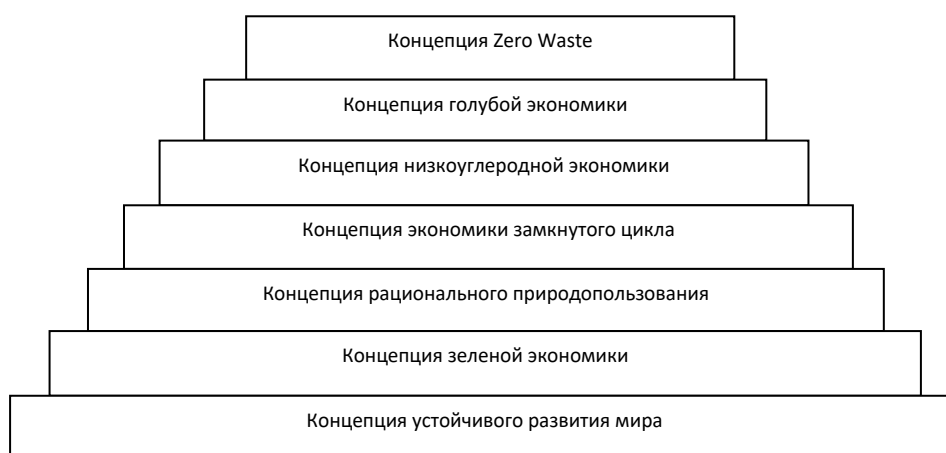 Концепция Zero Waste
Концепция голубой экономики
Концепция низкоуглеродной экономики
Концепция экономики замкнутого цикла
Концепция рационального природопользования
Концепция зеленой экономики
Концепция устойчивого развития мира